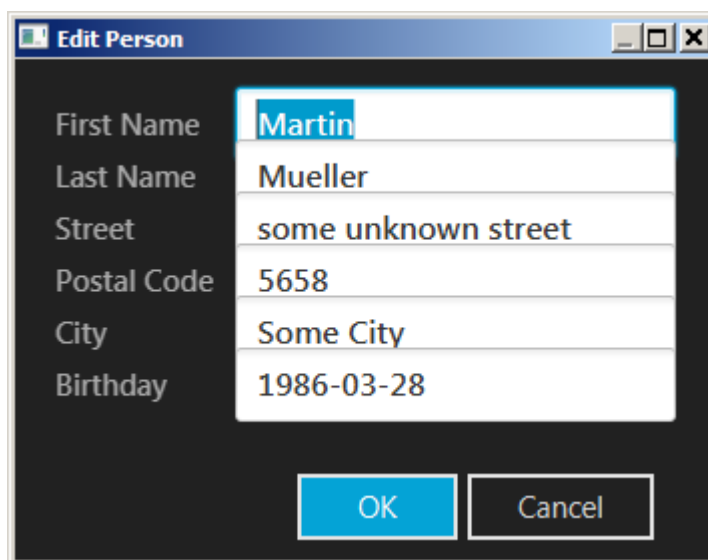 Edit Person
First Name Martin
Last Name Mueller
Street some unknown street
Postal Code 5658
City Some City
Birthday 1986-03-28
OK Cancel